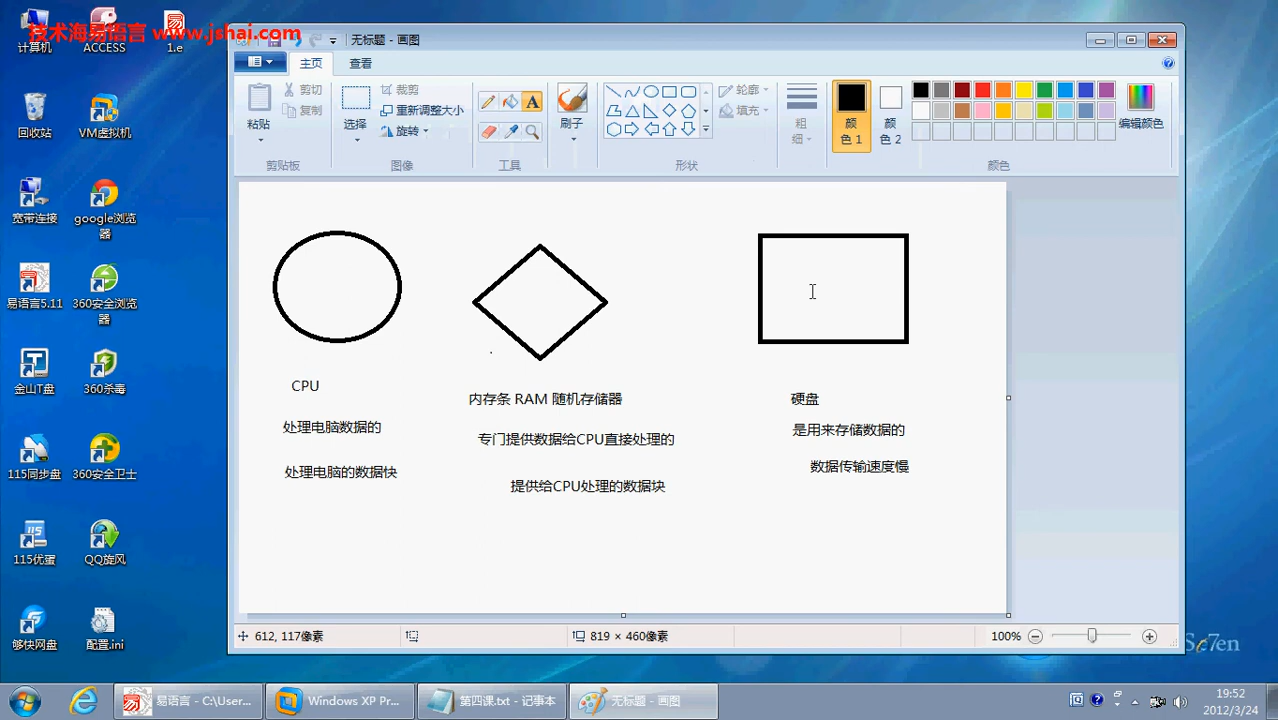 技术海易语言 www.jshai.com
计算机
ACCESS
1.e
回收站
VM虚拟机
宽带连接
google浏览器
易语言5.11
360安全浏览器
金山T盘
360杀毒
115同步盘
360安全卫士
115优蛋
QQ旋风
够快网盘
配置.ini
无标题 - 画图
主页
查看
粘贴
剪切
复制
剪贴板
选择
裁剪
重新调整大小
旋转
图像
A
工具
刷子
轮廓
填充
形状
粗细
颜色 1
颜色 2
编辑颜色
颜色
CPU
处理电脑数据的
处理电脑的数据快
内存条 RAM 随机存储器
专门提供数据给CPU直接处理的
提供给CPU处理的数据块
硬盘
是用来存储数据的
数据传输速度慢
612, 117像素
819 × 460像素
100%
Se7en
易语言 - C:\User...
Windows XP Pr...
第四课.txt - 记事本
无标题 - 画图
19:52
2012/3/24